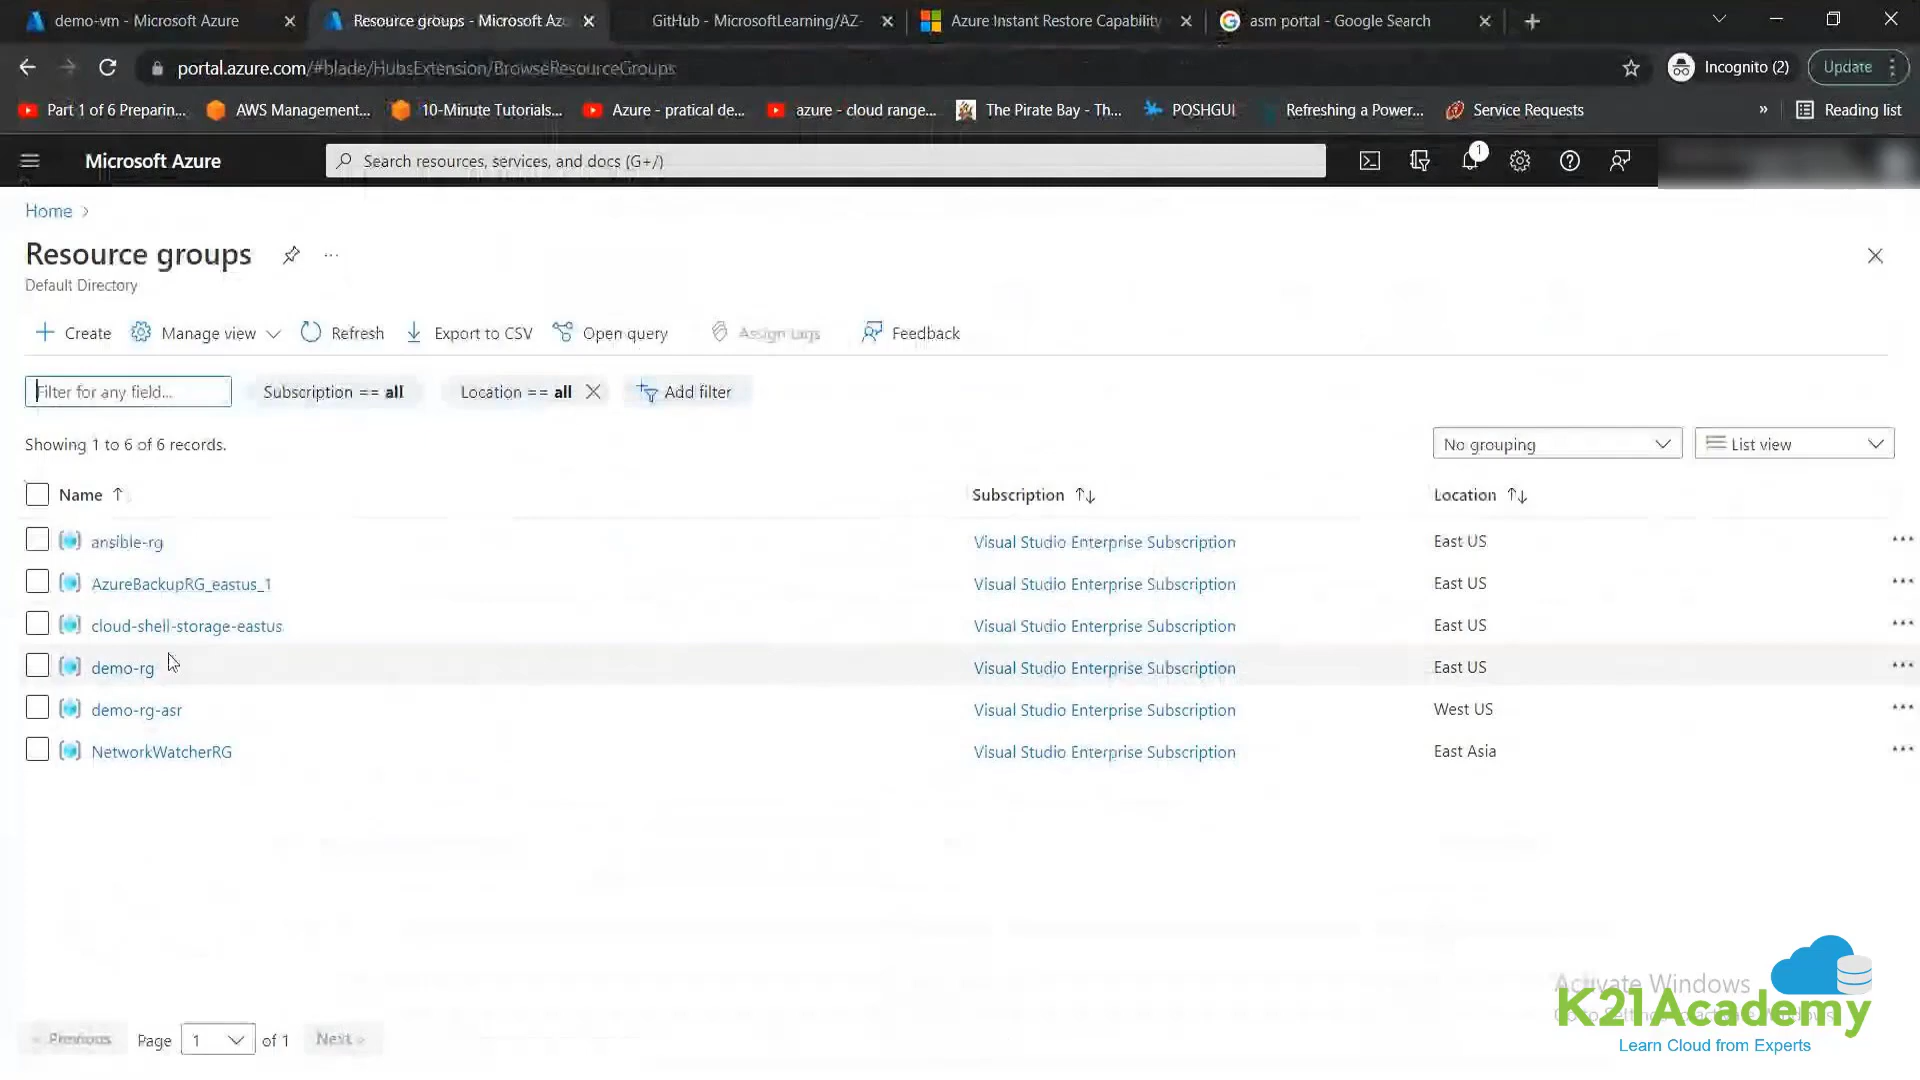 demo-vm - Microsoft Azure
Resource groups - Microsoft Az
GitHub - MicrosoftLearning/AZ-
Azure Instant Restore Capability
asm portal - Google Search
portal.azure.com/#blade/HubsExtension/BrowseResourceGroups
Incognito (2)
Update
Part 1 of 6 Preparin...
AWS Management...
10-Minute Tutorials...
Azure - pratical de...
azure - cloud range...
The Pirate Bay - Th...
POSHGUI
Refreshing a Power...
Service Requests
»
Reading list
Microsoft Azure
Search resources, services, and docs (G+/)
1
Home >
Resource groups
...
Default Directory
Create
Manage view
Refresh
Export to CSV
Open query
Assign tags
Feedback
Filter for any field...
Subscription == all
Location == all
Add filter
Showing 1 to 6 of 6 records.
No grouping
List view
Name ↑
Subscription ↑↓
Location ↑↓
ansible-rg
Visual Studio Enterprise Subscription
East US
AzureBackupRG_eastus_1
Visual Studio Enterprise Subscription
East US
cloud-shell-storage-eastus
Visual Studio Enterprise Subscription
East US
demo-rg
Visual Studio Enterprise Subscription
East US
demo-rg-asr
Visual Studio Enterprise Subscription
West US
NetworkWatcherRG
Visual Studio Enterprise Subscription
East Asia
Activate Windows
K21Academy
Learn Cloud from Experts
< Previous
Page
1
of 1
Next >